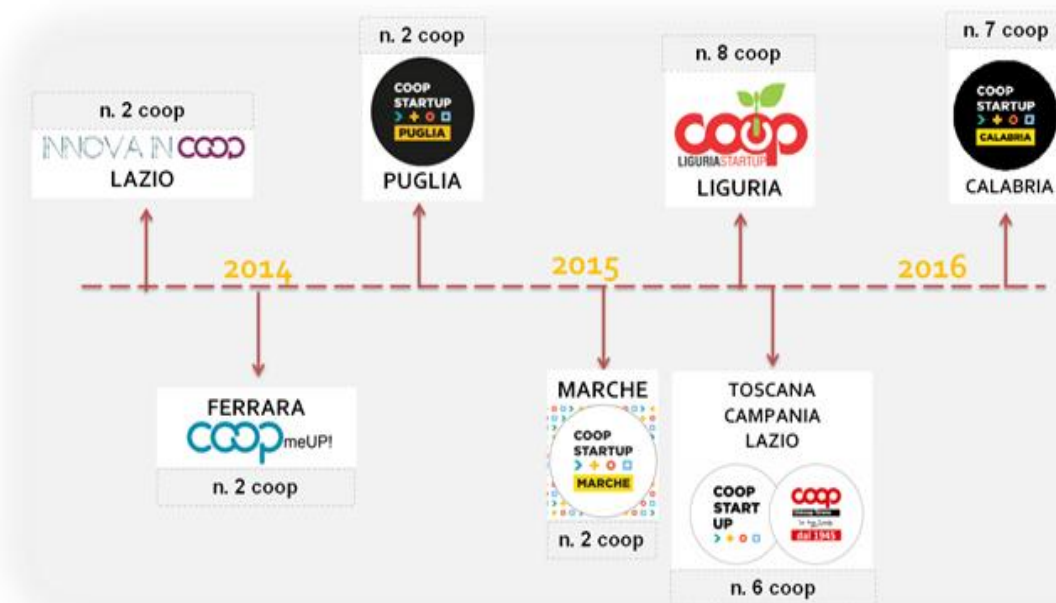 n. 2 coop
INNOVA IN COOP
LAZIO
n. 2 coop
COOP
STARTUP
PUGLIA
PUGLIA
n. 8 coop
coop
LIGURIASTARTUP
LIGURIA
n. 7 coop
COOP
STARTUP
CALABRIA
CALABRIA
2014
2015
2016
FERRARA
COOPmeUP!
n. 2 coop
MARCHE
COOP
STARTUP
MARCHE
n. 2 coop
TOSCANA
CAMPANIA
LAZIO
COOP
START
UP
coop
dal 1945
n. 6 coop